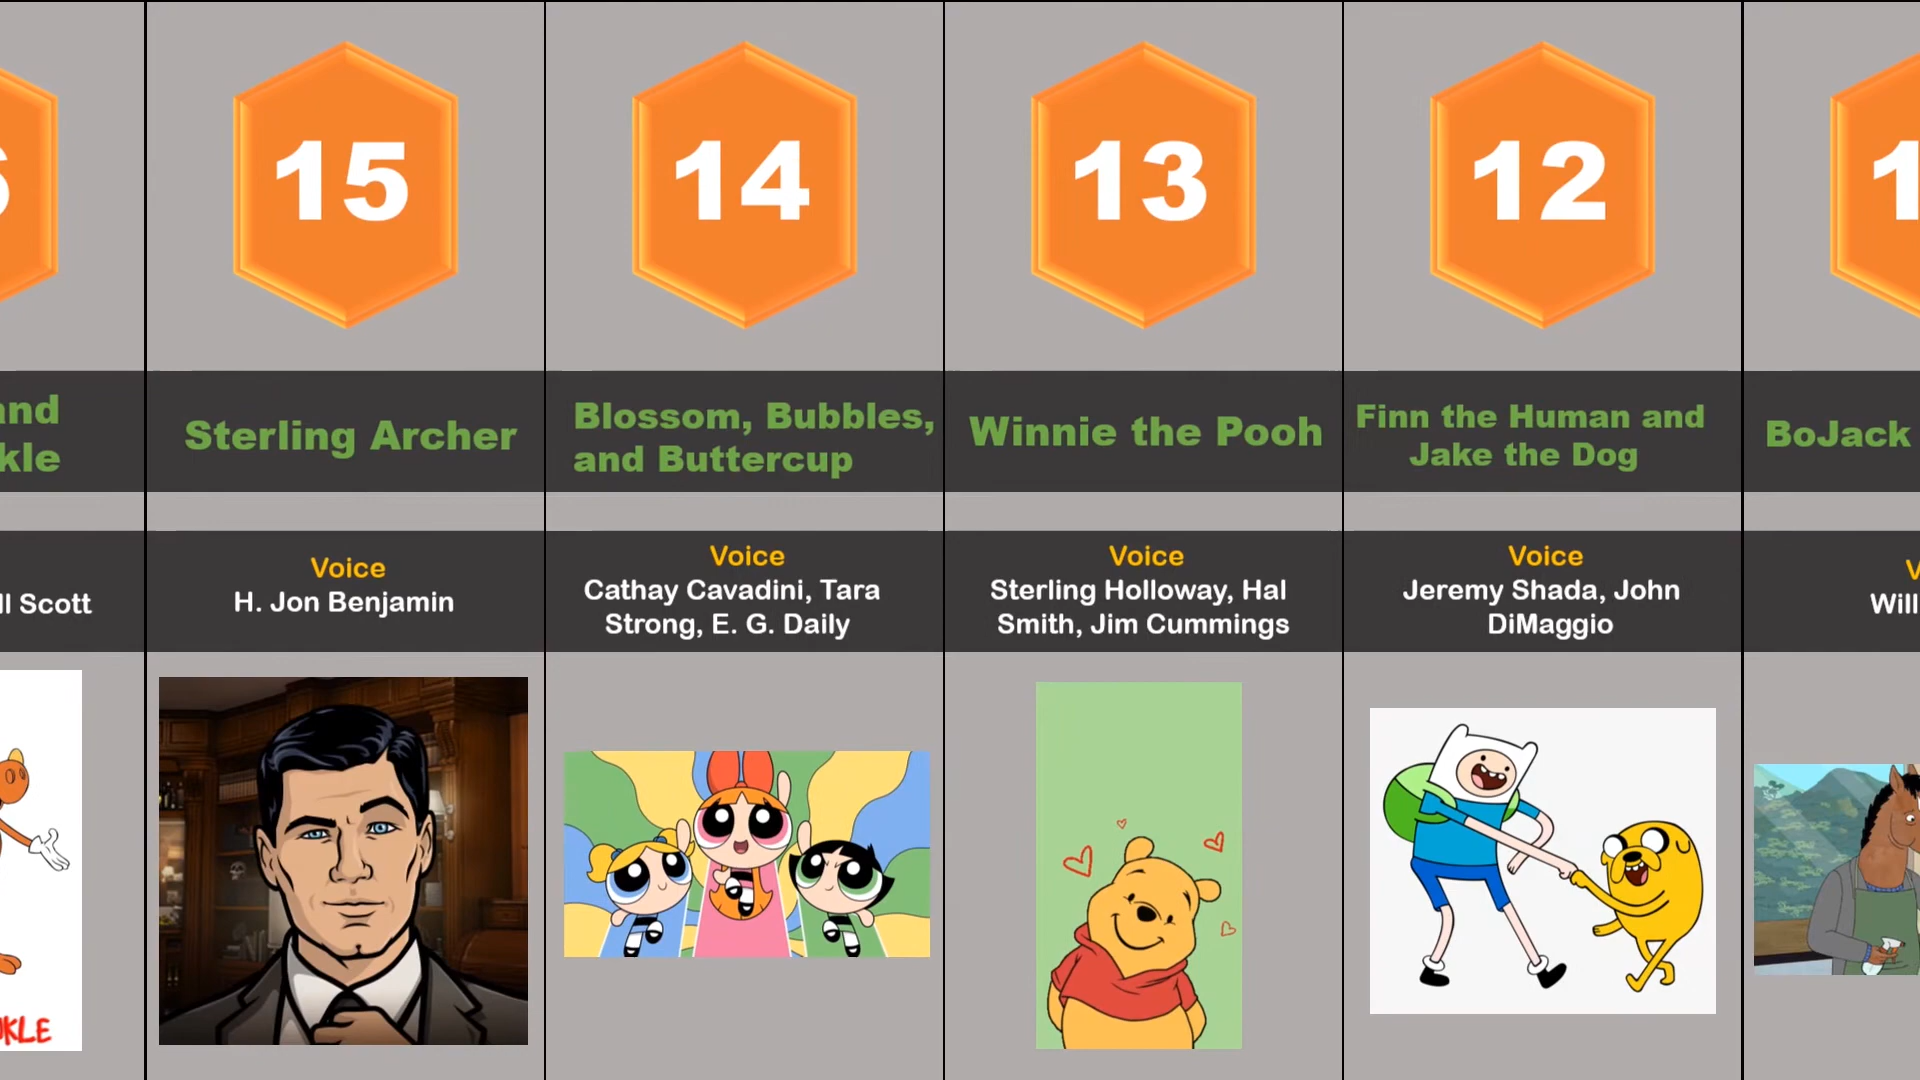 15
14
13
12
and
Sterling Archer
Blossom, Bubbles,
and Buttercup
Winnie the Pooh
Finn the Human and
Jake the Dog
BoJack
Voice
H. Jon Benjamin
Voice
Cathay Cavadini, Tara
Strong, E. G. Daily
Voice
Sterling Holloway, Hal
Smith, Jim Cummings
Voice
Jeremy Shada, John
DiMaggio
Will
Scott